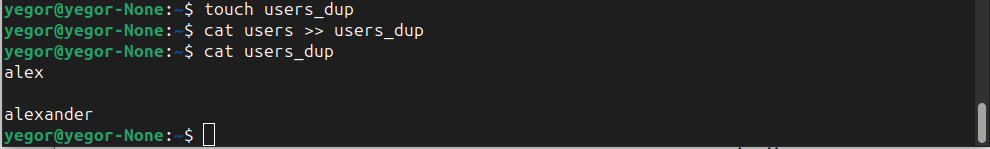 yegor@yegor-None:~$ touch users_dup
yegor@yegor-None:~$ cat users >> users_dup
yegor@yegor-None:~$ cat users_dup
alex

alexander
yegor@yegor-None:~$